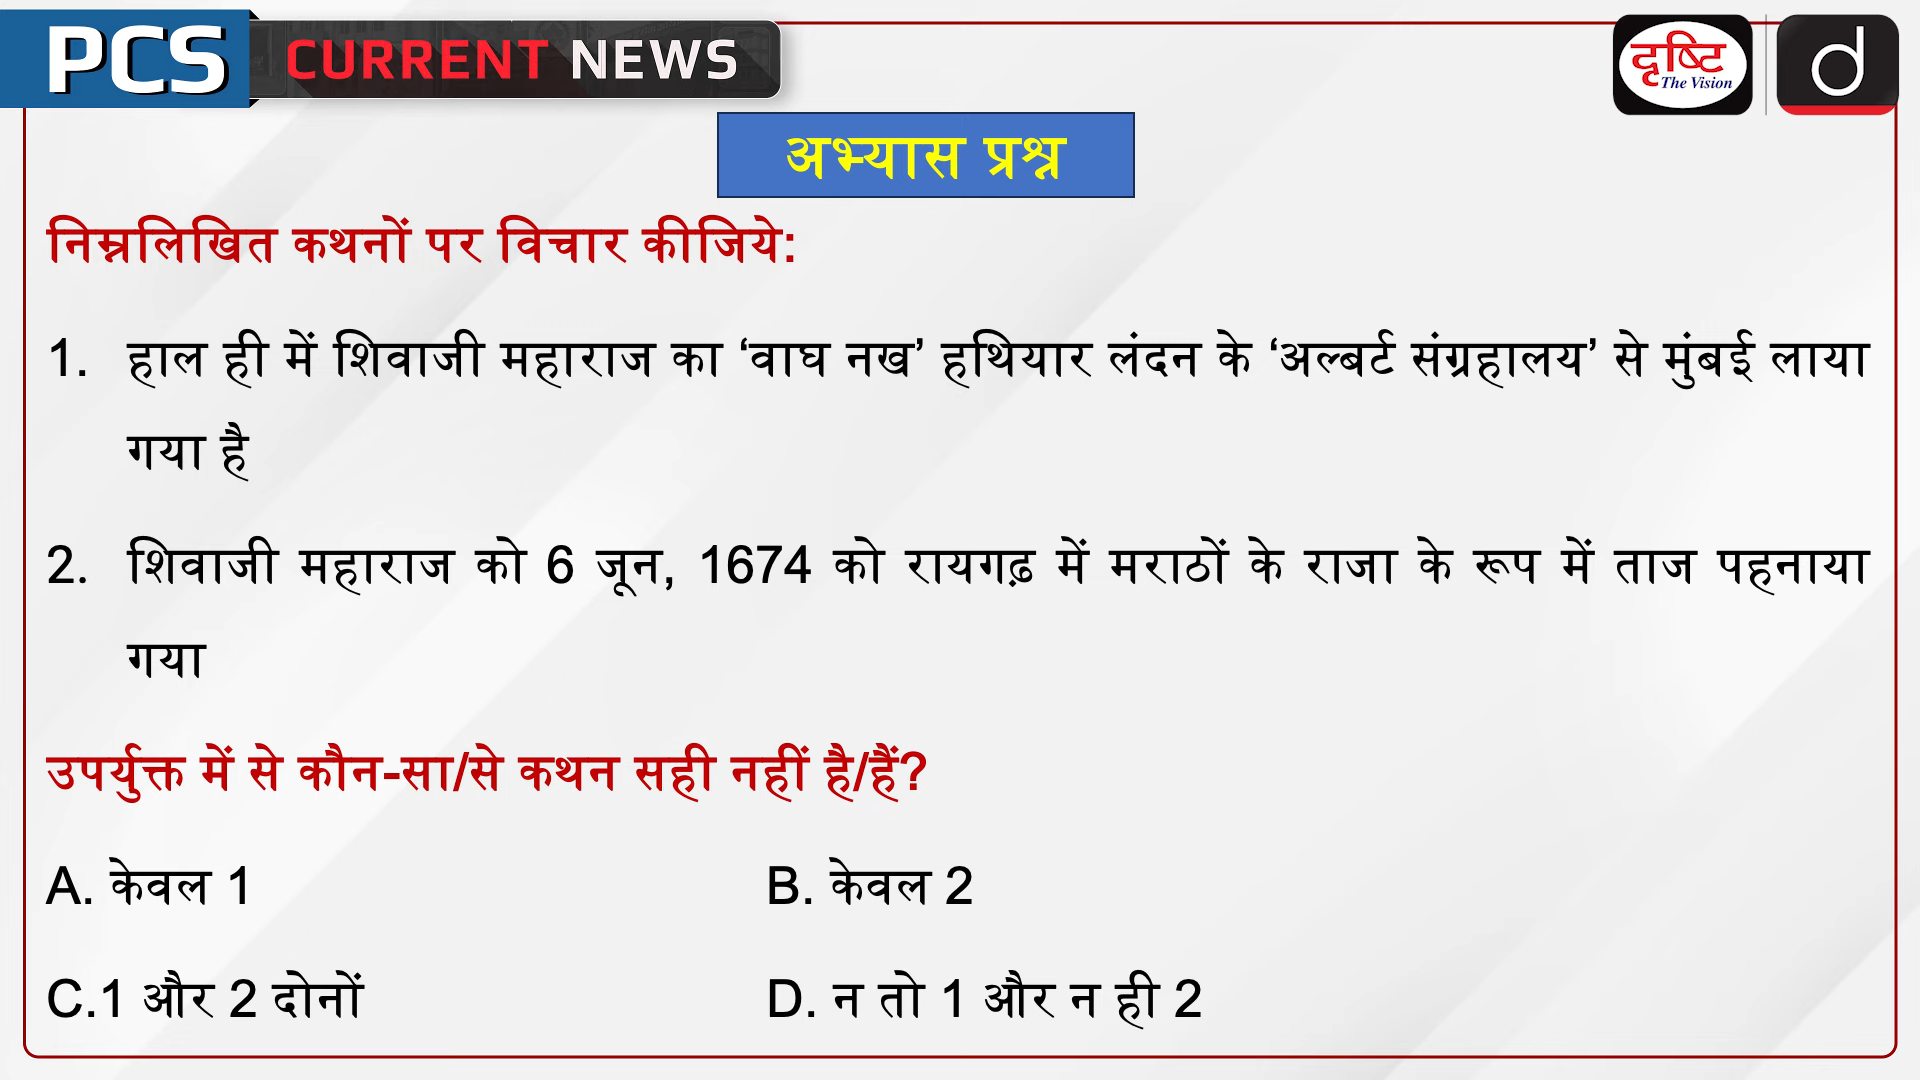 PCS CURRENT NEWS
दृष्टि
The Vision
d
अभ्यास प्रश्न
निम्नलिखित कथनों पर विचार कीजिये:
1. हाल ही में शिवाजी महाराज का ‘वाघ नख’ हथियार लंदन के ‘अल्बर्ट संग्रहालय’ से मुंबई लाया
गया है
2. शिवाजी महाराज को 6 जून, 1674 को रायगढ़ में मराठों के राजा के रूप में ताज पहनाया
गया
उपर्युक्त में से कौन-सा/से कथन सही नहीं है/हैं?
A. केवल 1 B. केवल 2
C.1 और 2 दोनों D. न तो 1 और न ही 2